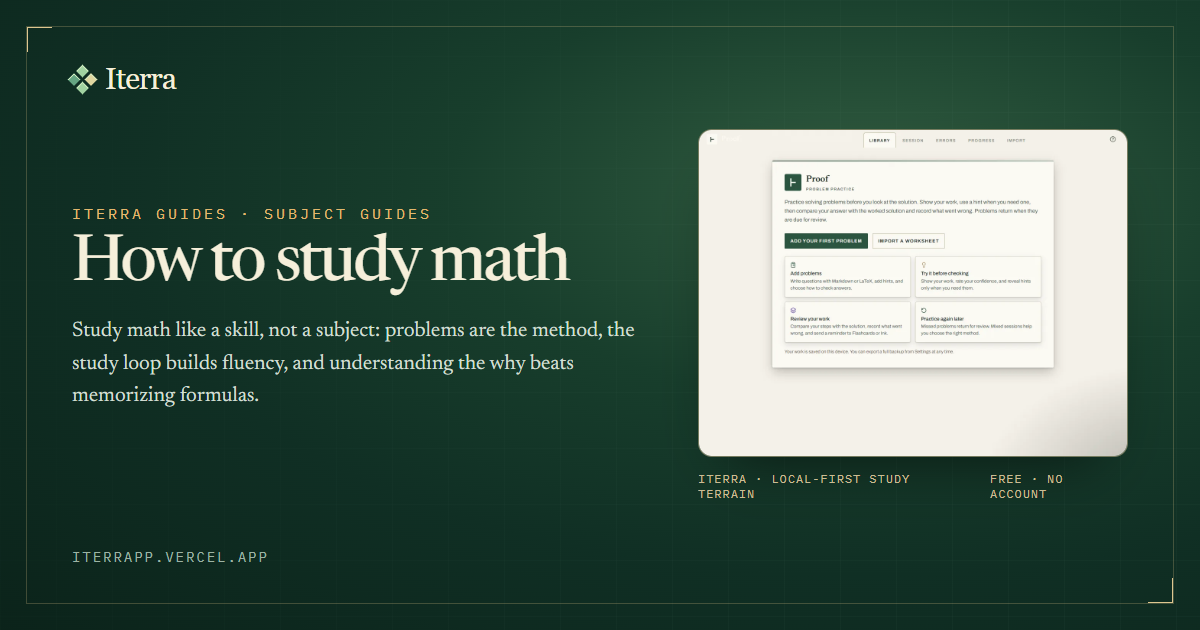 Iterra
ITERRA GUIDES · SUBJECT GUIDES
How to study math
Study math like a skill, not a subject: problems are the method, the
study loop builds fluency, and understanding the why beats
memorizing formulas.
ITERRAPP.VERCEL.APP
LIBRARY SESSION ERRORS PROGRESS IMPORT
Proof
PROBLEM PRACTICE
Practice solving problems before you look at the solution. Show your work, use a hint when you need one,
then compare your answer with the worked solution and record what went wrong. Problems return when they
are due for review.
ADD YOUR FIRST PROBLEM IMPORT A WORKSHEET
Add problems
Write questions with Markdown or LaTeX, add hints, and
choose how to check answers.
Try it before checking
Show your work, rate your confidence, and reveal hints
only when you need them.
Review your work
Compare your steps with the solution, record what went
wrong, and send a reminder to Flashcards or Ink.
Practice again later
Missed problems return for review. Mixed sessions help
you choose the right method.
Your work is saved on this device. You can export a full backup from Settings at any time.
ITERRA · LOCAL-FIRST STUDY
TERRAIN
FREE · NO
ACCOUNT